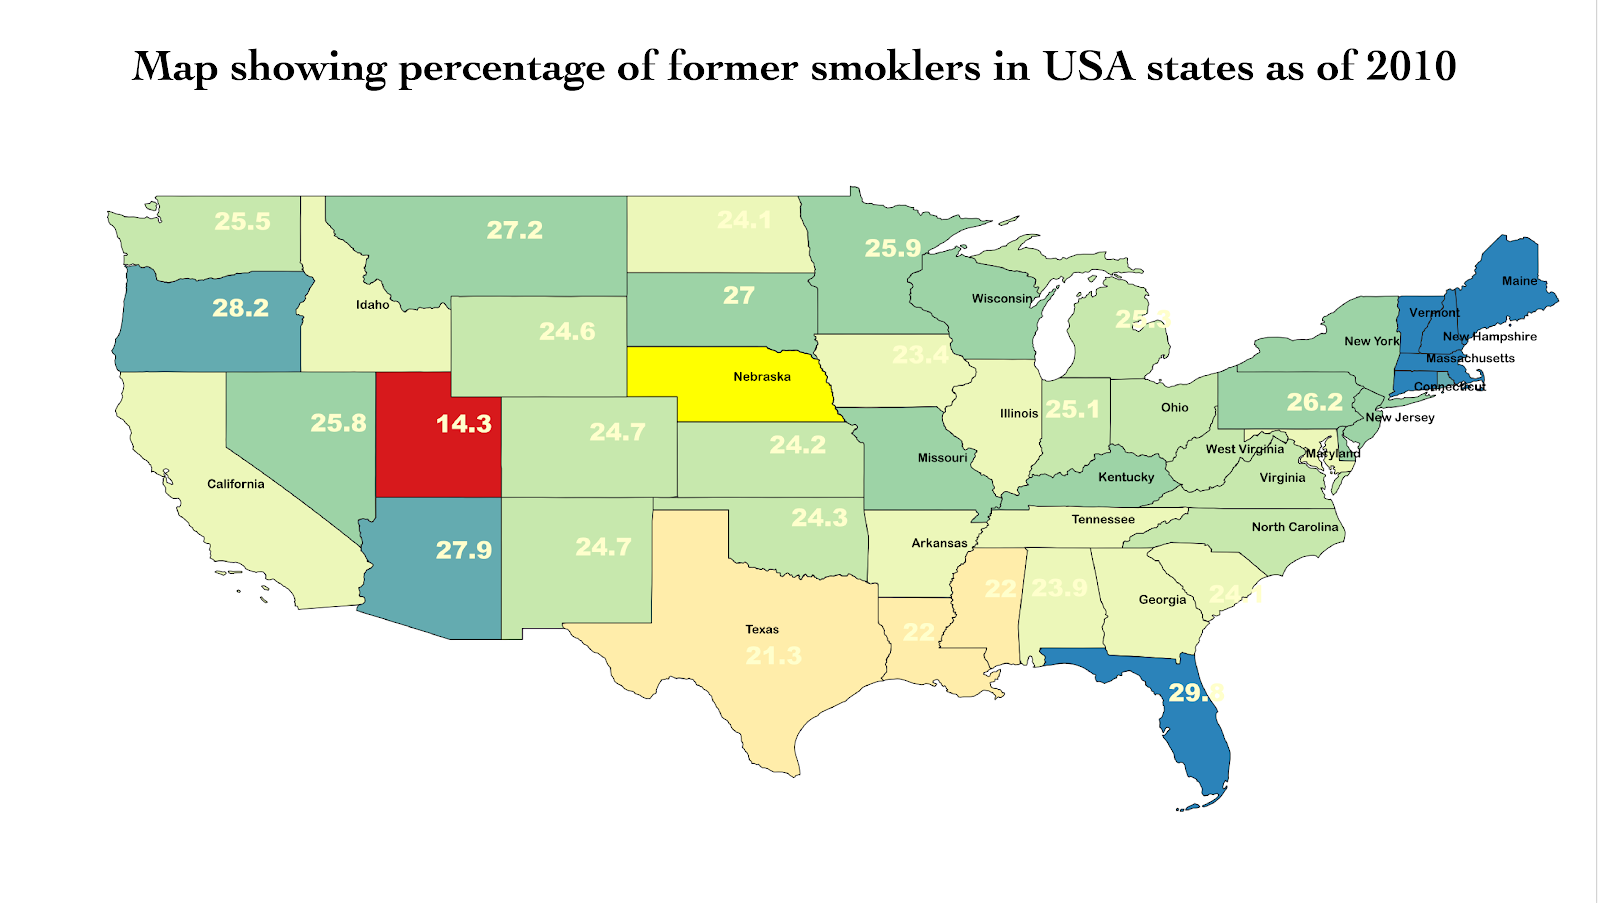 Map showing percentage of former smoklers in USA states as of 2010
25.5
27.2
24.1
25.9
28.2
Idaho
24.6
27
Wisconsin
25.3
Maine
Vermont
New Hampshire
New York
Massachusetts
Connecticut
23.4
Nebraska
Illinois
25.1
Ohio
26.2
New Jersey
25.8
14.3
24.7
24.2
Missouri
Kentucky
West Virginia
Maryland
Virginia
California
27.9
24.7
24.3
Arkansas
Tennessee
North Carolina
Texas
21.3
22
22
23.9
Georgia
24.1
29.8